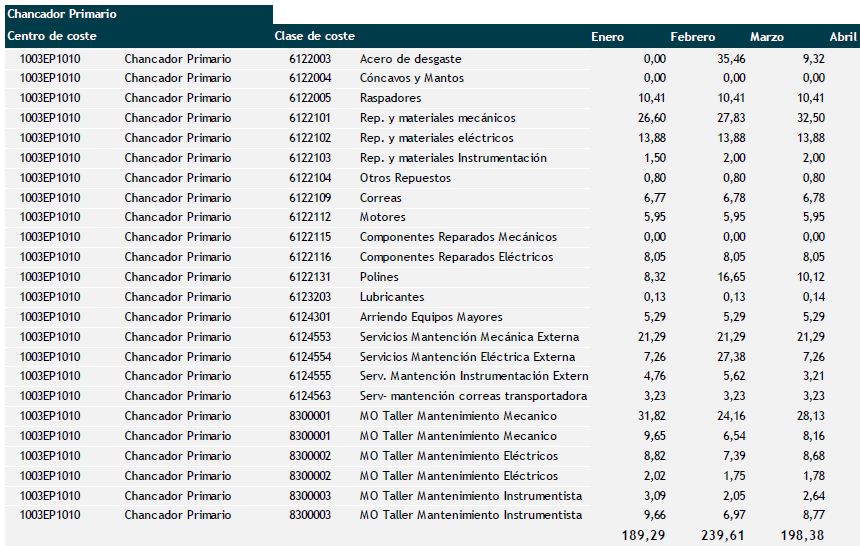 Chancador Primario
Centro de coste Clase de coste Enero Febrero Marzo Abril
1003EP1010 Chancador Primario 6122003 Acero de desgaste 0,00 35,46 9,32
1003EP1010 Chancador Primario 6122004 Cóncavos y Mantos 0,00 0,00 0,00
1003EP1010 Chancador Primario 6122005 Raspadores 10,41 10,41 10,41
1003EP1010 Chancador Primario 6122101 Rep. y materiales mecánicos 26,60 27,83 32,50
1003EP1010 Chancador Primario 6122102 Rep. y materiales eléctricos 13,88 13,88 13,88
1003EP1010 Chancador Primario 6122103 Rep. y materiales Instrumentación 1,50 2,00 2,00
1003EP1010 Chancador Primario 6122104 Otros Repuestos 0,80 0,80 0,80
1003EP1010 Chancador Primario 6122109 Correas 6,77 6,78 6,78
1003EP1010 Chancador Primario 6122112 Motores 5,95 5,95 5,95
1003EP1010 Chancador Primario 6122115 Componentes Reparados Mecánicos 0,00 0,00 0,00
1003EP1010 Chancador Primario 6122116 Componentes Reparados Eléctricos 8,05 8,05 8,05
1003EP1010 Chancador Primario 6122131 Polines 8,32 16,65 10,12
1003EP1010 Chancador Primario 6123203 Lubricantes 0,13 0,13 0,14
1003EP1010 Chancador Primario 6124301 Arriendo Equipos Mayores 5,29 5,29 5,29
1003EP1010 Chancador Primario 6124553 Servicios Mantención Mecánica Externa 21,29 21,29 21,29
1003EP1010 Chancador Primario 6124554 Servicios Mantención Eléctrica Externa 7,26 27,38 7,26
1003EP1010 Chancador Primario 6124555 Serv. Mantención Instrumentación Extern 4,76 5,62 3,21
1003EP1010 Chancador Primario 6124563 Serv- mantención correas transportadora 3,23 3,23 3,23
1003EP1010 Chancador Primario 8300001 MO Taller Mantenimiento Mecanico 31,82 24,16 28,13
1003EP1010 Chancador Primario 8300001 MO Taller Mantenimiento Mecanico 9,65 6,54 8,16
1003EP1010 Chancador Primario 8300002 MO Taller Mantenimiento Eléctricos 8,82 7,39 8,68
1003EP1010 Chancador Primario 8300002 MO Taller Mantenimiento Eléctricos 2,02 1,75 1,78
1003EP1010 Chancador Primario 8300003 MO Taller Mantenimiento Instrumentista 3,09 2,05 2,64
1003EP1010 Chancador Primario 8300003 MO Taller Mantenimiento Instrumentista 9,66 6,97 8,77
189,29 239,61 198,38